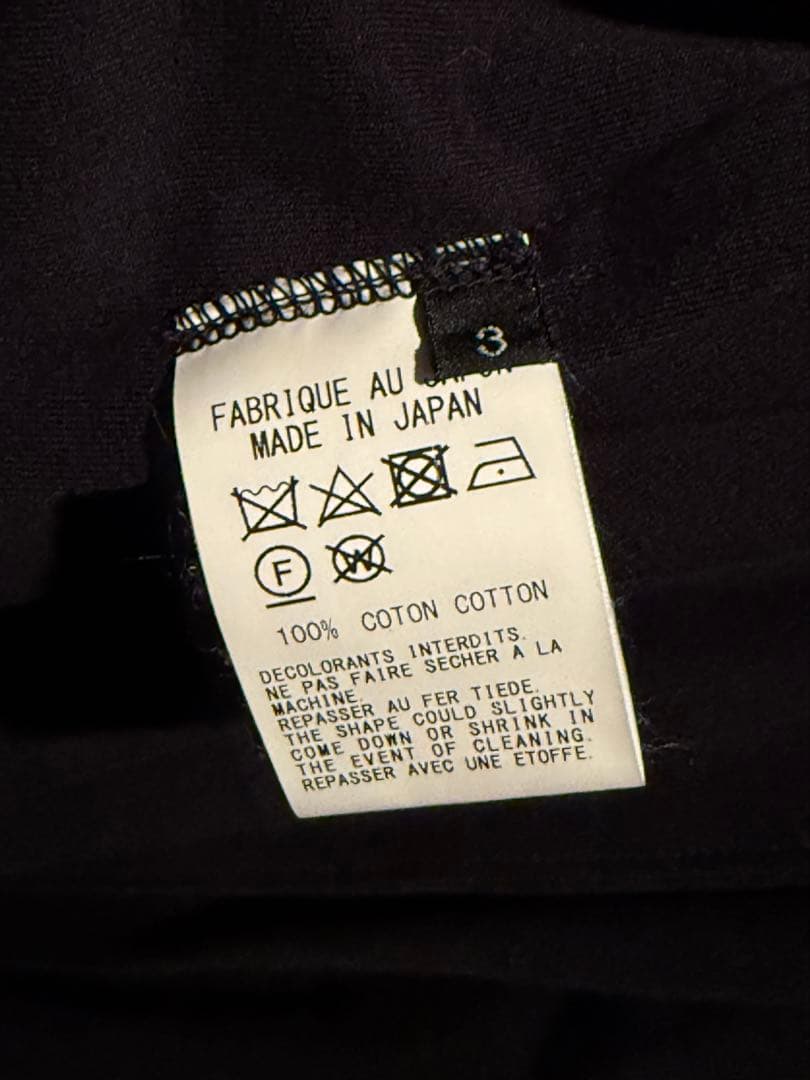 3
FABRIQUE AU
MADE IN JAPAN
F W
100% COTON COTTON
DECOLORANTS INTERDITS.
NE PAS FAIRE SECHER A LA
MACHINE.
REPASSER AU FER TIEDE.
THE SHAPE COULD SLIGHTLY
COME DOWN OR SHRINK IN
THE EVENT OF CLEANING.
REPASSER AVEC UNE ETOFFE.